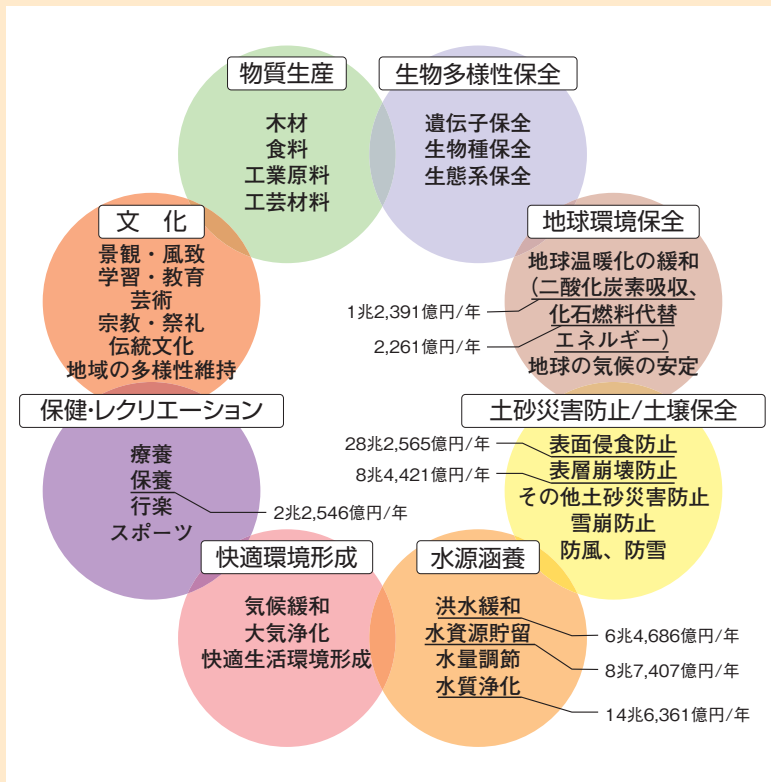 物質生産
木材
食料
工業原料
工芸材料
生物多様性保全
遺伝子保全
生物種保全
生態系保全
文 化
景観・風致
学習・教育
芸術
宗教・祭礼
伝統文化
地域の多様性維持
地球環境保全
地球温暖化の緩和
(二酸化炭素吸収、
化石燃料代替
エネルギー)
地球の気候の安定
1兆2,391億円/年
2,261億円/年
保健・レクリエーション
療養
保養
行楽
スポーツ
2兆2,546億円/年
土砂災害防止/土壌保全
28兆2,565億円/年
8兆4,421億円/年
表面侵食防止
表層崩壊防止
その他土砂災害防止
雪崩防止
防風、防雪
快適環境形成
気候緩和
大気浄化
快適生活環境形成
水源涵養
洪水緩和
水資源貯留
水量調節
水質浄化
6兆4,686億円/年
8兆7,407億円/年
14兆6,361億円/年